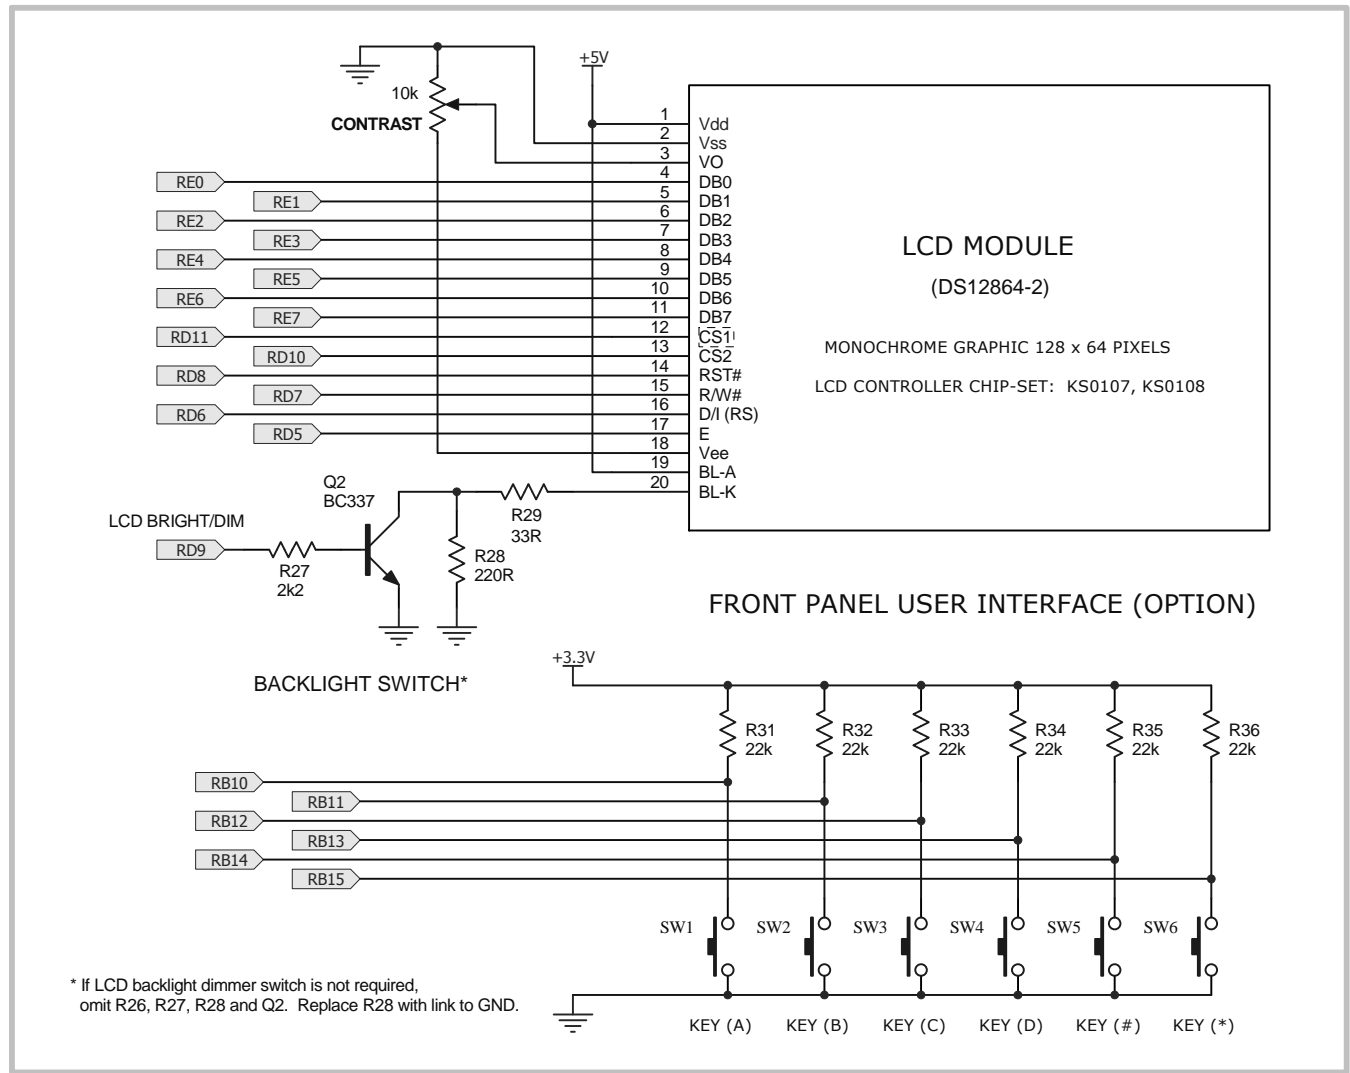 +5V
10k
CONTRAST
1 Vdd
2 Vss
3 VO
RE0 4 DB0
RE1 5 DB1
RE2 6 DB2
RE3 7 DB3
RE4 8 DB4
RE5 9 DB5
RE6 10 DB6
RE7 11 DB7
RD11 12 CS1
RD10 13 CS2
RD8 14 RST#
RD7 15 R/W#
RD6 16 D/I (RS)
RD5 17 E
18 Vee
19 BL-A
20 BL-K
LCD MODULE
(DS12864-2)
MONOCHROME GRAPHIC 128 x 64 PIXELS
LCD CONTROLLER CHIP-SET: KS0107, KS0108
Q2
BC337
R29
33R
LCD BRIGHT/DIM
RD9
R27
2k2
R28
220R
FRONT PANEL USER INTERFACE (OPTION)
BACKLIGHT SWITCH*
+3.3V
R31 R32 R33 R34 R35 R36
22k 22k 22k 22k 22k 22k
RB10
RB11
RB12
RB13
RB14
RB15
SW1 SW2 SW3 SW4 SW5 SW6
* If LCD backlight dimmer switch is not required,
omit R26, R27, R28 and Q2. Replace R28 with link to GND.
KEY (A) KEY (B) KEY (C) KEY (D) KEY (#) KEY (*)